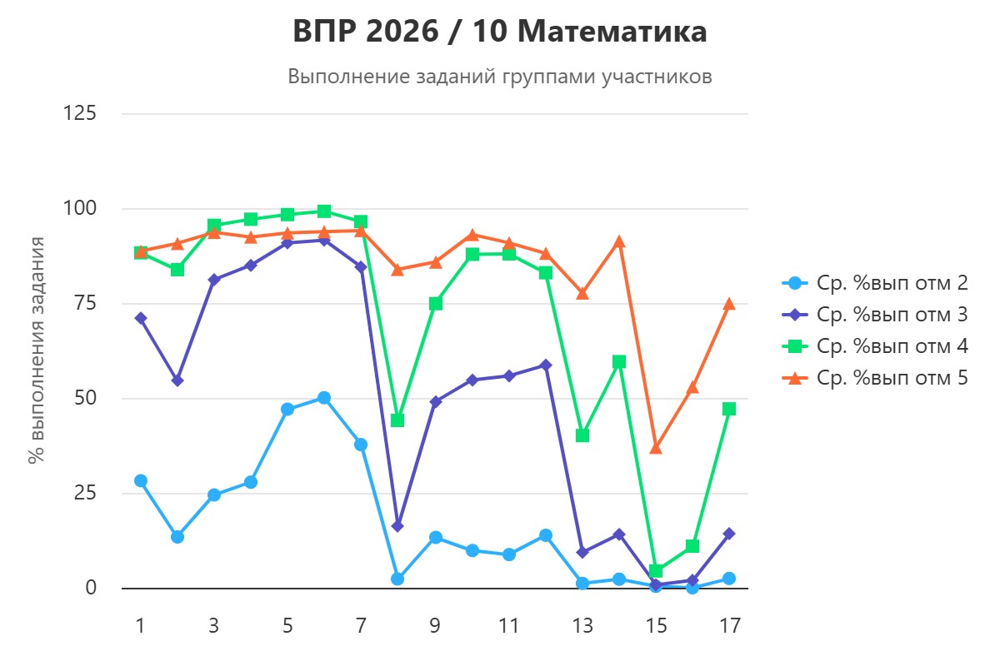 ВПР 2026 / 10 Математика
Выполнение заданий группами участников
% выполнения задания
125
100
75
50
25
0
1 3 5 7 9 11 13 15 17
Ср. %вып отм 2
Ср. %вып отм 3
Ср. %вып отм 4
Ср. %вып отм 5